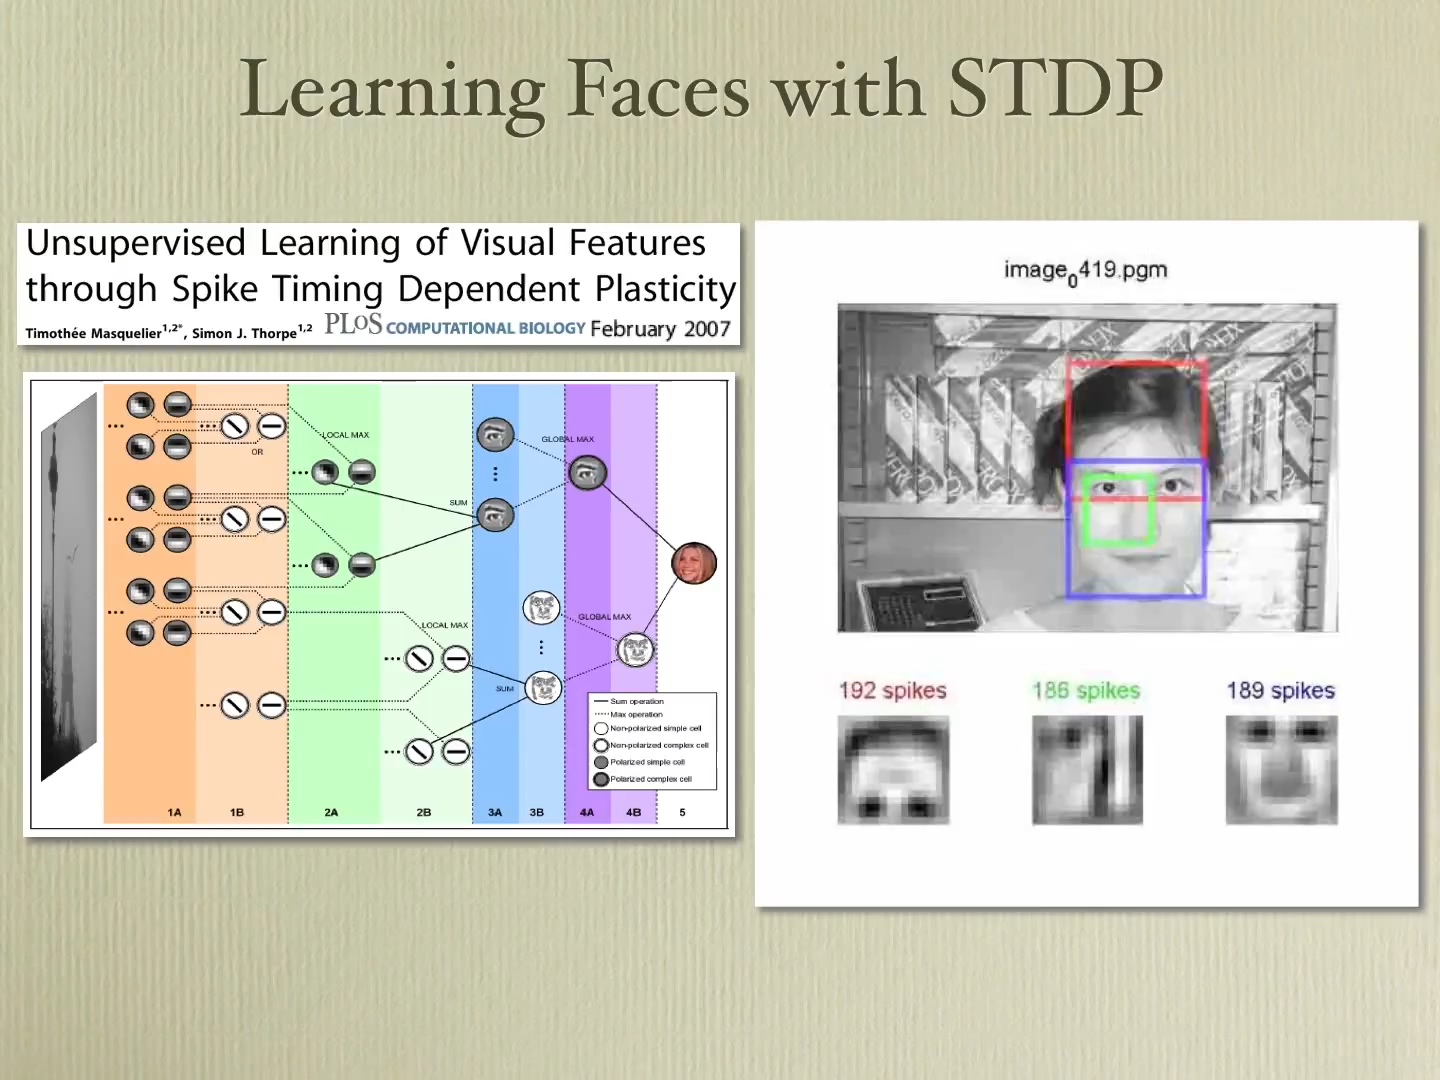 Learning Faces with STDP
Unsupervised Learning of Visual Features
through Spike Timing Dependent Plasticity
Timothée Masquelier1,2*, Simon J. Thorpe1,2 PLoS COMPUTATIONAL BIOLOGY February 2007
LOCAL MAX
OR
GLOBAL MAX
SUM
GLOBAL MAX
LOCAL MAX
SUM
Sum operation
Max operation
Non-polarized simple cell
Non-polarized complex cell
Polarized simple cell
Polarized complex cell
1A 1B 2A 2B 3A 3B 4A 4B 5
image0419.pgm
XEROX
192 spikes 186 spikes 189 spikes